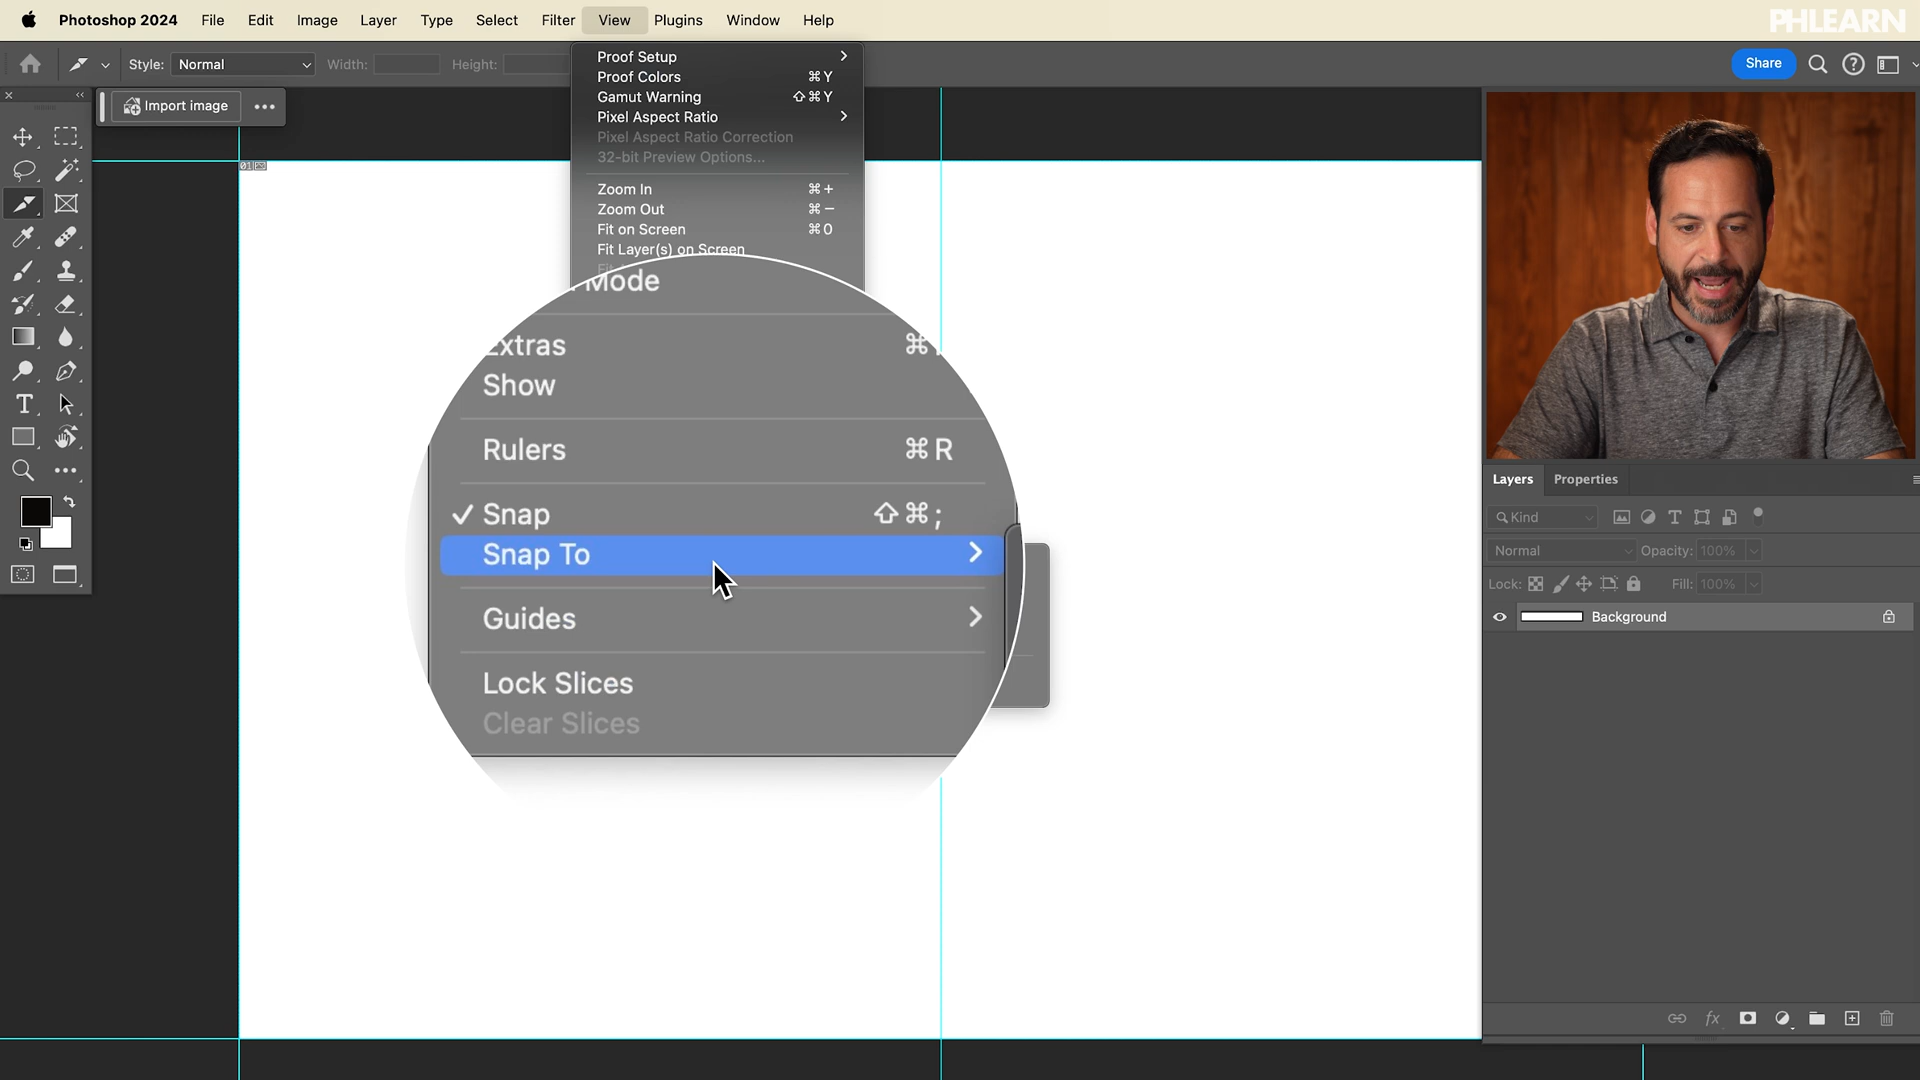 Photoshop 2024 File Edit Image Layer Type Select Filter View Plugins Window Help
PHLEARN
Style: Normal Width: Height:
Share
Import image
Proof Setup
Proof Colors ⌘Y
Gamut Warning ⇧⌘Y
Pixel Aspect Ratio
Pixel Aspect Ratio Correction
32-bit Preview Options...
Zoom In ⌘+
Zoom Out ⌘−
Fit on Screen ⌘0
Fit Layer(s) on Screen
Mode
Extras ⌘
Show
Rulers ⌘R
✓ Snap ⇧⌘;
Snap To
Guides
Lock Slices
Clear Slices
01
Layers Properties
Kind
Normal Opacity: 100%
Lock: Fill: 100%
Background
fx